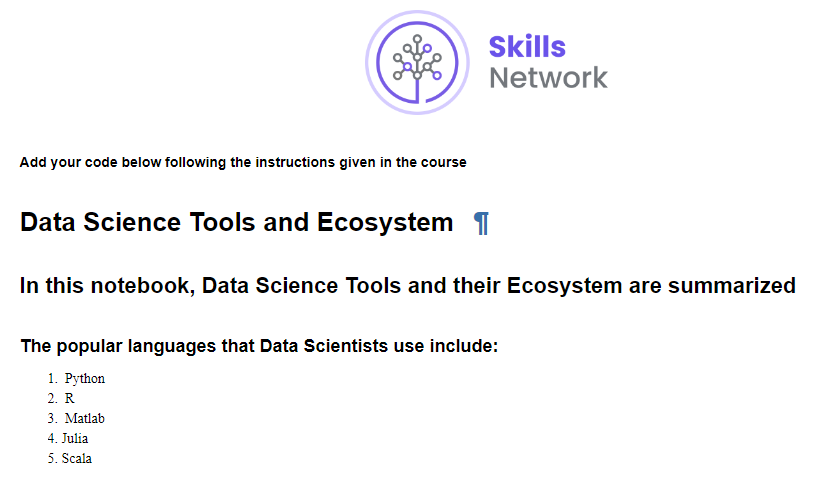 Skills
Network
Add your code below following the instructions given in the course
Data Science Tools and Ecosystem ¶
In this notebook, Data Science Tools and their Ecosystem are summarized
The popular languages that Data Scientists use include:
1. Python
2. R
3. Matlab
4. Julia
5. Scala